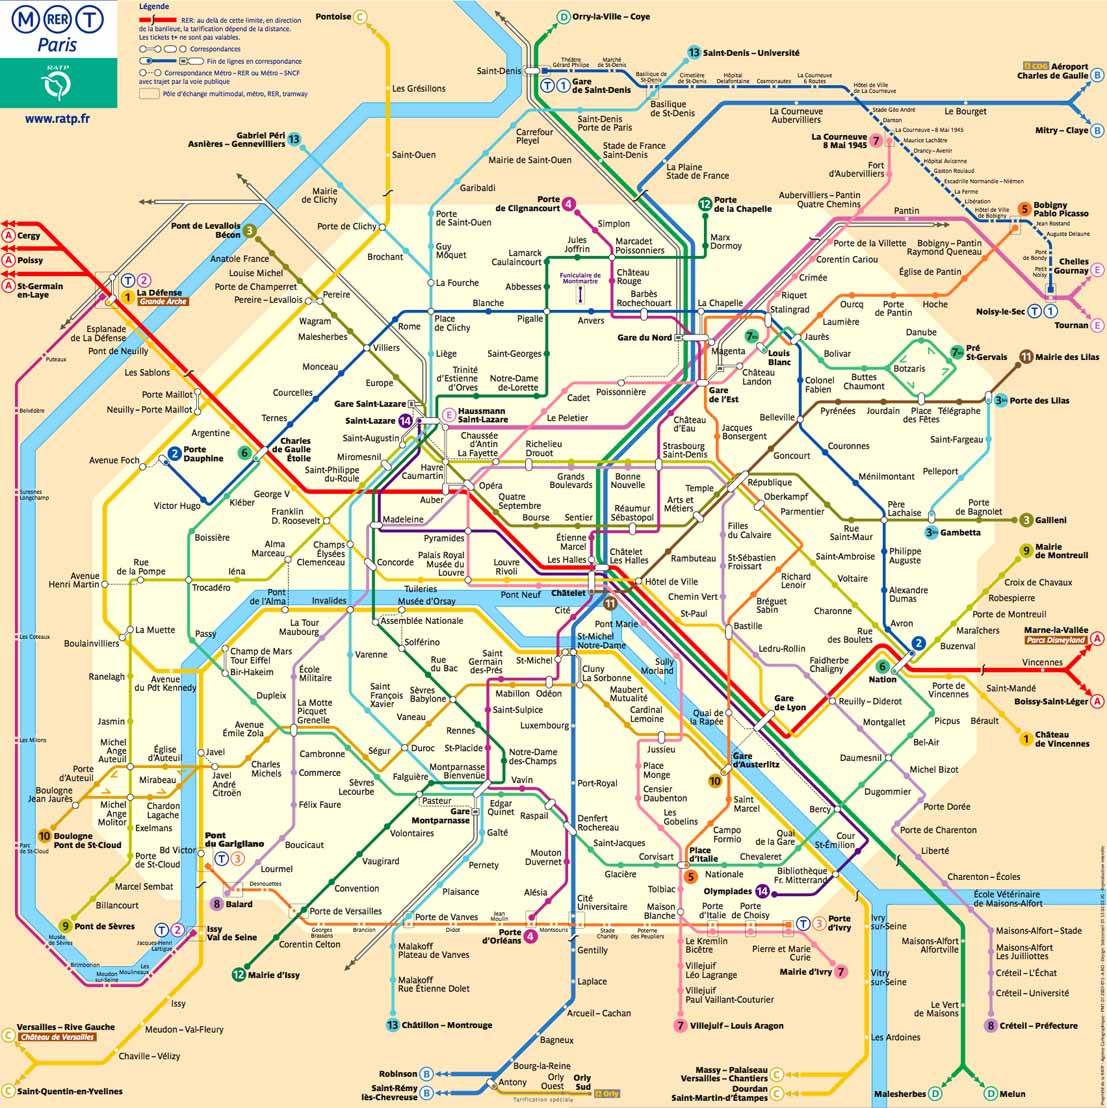 M RER T
Paris
RATP
www.ratp.fr
Légende
RER: au delà de cette limite, en direction
de la banlieue, la tarification dépend de la distance.
Les tickets t+ ne sont pas valables.
Correspondances
Fin de lignes en correspondance
Correspondance Métro – RER ou Métro – SNCF
avec trajet par la voie publique
Pôle d'échange multimodal, métro, RER, tramway
Pontoise C
D Orry-la-Ville – Coye
13 Saint-Denis – Université
CDG Aéroport
Charles de Gaulle B
Mitry – Claye B
Les Grésillons
Saint-Ouen
Saint-Denis
T 1 Gare
de Saint-Denis
Théâtre
Gérard Philipe
Marché
de St-Denis
Basilique de
St-Denis
Cimetière de
St-Denis
Hôpital
Delafontaine
Cosmonautes
La Courneuve
6 Routes
Hôtel de Ville
de La Courneuve
Stade Géo André
Danton
La Courneuve – 8 Mai 1945
Maurice Lachâtre
Drancy – Avenir
Hôpital Avicenne
Gaston Roulaud
Escadrille Normandie – Niémen
La Ferme
Libération
Hôtel de Ville
de Bobigny
Jean Rostand
Auguste Delaune
Pont
de Bondy
Petit
Noisy
Noisy-le-Sec T 1
Basilique
de St-Denis
Saint-Denis
Porte de Paris
Carrefour
Pleyel
Mairie de Saint-Ouen
Garibaldi
Porte
de Saint-Ouen
Guy
Môquet
La Fourche
Stade de France
Saint-Denis
La Plaine
Stade de France
La Courneuve
Aubervilliers
Le Bourget
La Courneuve
8 Mai 1945 7
Fort
d'Aubervilliers
Aubervilliers – Pantin
Quatre Chemins
Porte de la Villette
Corentin Cariou
Crimée
Riquet
Stalingrad
Pantin
5 Bobigny
Pablo Picasso
Bobigny – Pantin
Raymond Queneau
Église de Pantin
Hoche
Porte
de Pantin
Ourcq
Laumière
Jaurès
Chelles
Gournay E
Tournan E
Gabriel Péri
Asnières – Gennevilliers 13
Mairie
de Clichy
Porte de Clichy
Brochant
A Cergy
A Poissy
A St-Germain
en-Laye
T 2
1 La Défense
Grande Arche
Pont de Levallois
Bécon 3
Anatole France
Louise Michel
Porte de Champerret
Pereire – Levallois
Pereire
Wagram
Malesherbes
Villiers
Rome
Place
de Clichy
Blanche
Pigalle
Anvers
Barbès
Rochechouart
La Chapelle
Porte
de Clignancourt 4
Simplon
Jules
Joffrin
Marcadet
Poissonniers
Lamarck
Caulaincourt
Château
Rouge
Abbesses
Funiculaire de
Montmartre
12 Porte
de la Chapelle
Marx
Dormoy
Gare du Nord
Magenta
7bis Louis
Blanc
Château
Landon
Gare
de l'Est
Bolivar
Buttes
Chaumont
Botzaris
Danube
7bis Pré
St-Gervais
Place
des Fêtes
11 Mairie des Lilas
3bis Porte des Lilas
Télégraphe
Jourdain
Pyrénées
Belleville
Goncourt
Colonel
Fabien
Couronnes
Ménilmontant
Saint-Fargeau
Pelleport
3bis Gambetta
Porte
de Bagnolet
3 Gallieni
Père
Lachaise
Philippe
Auguste
Alexandre
Dumas
Avron
Esplanade
de La Défense
Pont de Neuilly
Les Sablons
Porte Maillot
Neuilly – Porte Maillot
Argentine
Puteaux
Belvédère
Suresnes
Longchamp
Les Coteaux
Les Milons
Parc
de St-Cloud
Musée
de Sèvres
Brimborion
Meudon
sur-Seine
Les
Moulineaux
Jacques-Henri
Lartigue
T 2 Issy
Val de Seine
Monceau
Courcelles
Ternes
6 Charles
de Gaulle
Étoile
Avenue Foch
2 Porte
Dauphine
Victor Hugo
Kléber
Boissière
Trocadéro
Passy
George V
Franklin
D. Roosevelt
Champs
Élysées
Clemenceau
Alma
Marceau
Iéna
Rue
de la Pompe
Pont
de l'Alma
Concorde
Tuileries
Palais Royal
Musée du
Louvre
Louvre
Rivoli
Pont Neuf
Europe
Liège
Trinité
d'Estienne
d'Orves
Saint-Georges
Notre-Dame
de-Lorette
Cadet
Le Peletier
Poissonnière
Gare Saint-Lazare
Saint-Lazare 14
E Haussmann
Saint-Lazare
Saint-Augustin
Miromesnil
Saint-Philippe
du-Roule
Chaussée
d'Antin
La Fayette
Havre
Caumartin
Auber
Opéra
Madeleine
Pyramides
Quatre
Septembre
Bourse
Sentier
Richelieu
Drouot
Grands
Boulevards
Bonne
Nouvelle
Strasbourg
Saint-Denis
Château
d'Eau
Jacques
Bonsergent
République
Temple
Arts et
Métiers
Réaumur
Sébastopol
Étienne
Marcel
Les Halles
Châtelet
Les Halles
Châtelet
11
Hôtel de Ville
Rambuteau
Oberkampf
Parmentier
Rue
Saint-Maur
Filles
du Calvaire
St-Sébastien
Froissart
Chemin Vert
Richard
Lenoir
Bréguet
Sabin
Saint-Ambroise
Voltaire
Charonne
Rue
des Boulets
St-Paul
Bastille
Pont Marie
Sully
Morland
Ledru-Rollin
Faidherbe
Chaligny
Reuilly – Diderot
2
6 Nation
9 Mairie
de Montreuil
Croix de Chavaux
Robespierre
Porte de Montreuil
Maraîchers
Buzenval
Marne-la-Vallée A
Parcs Disneyland
Vincennes
Boissy-Saint-Léger A
Porte de
Vincennes
Saint-Mandé
Bérault
1 Château
de Vincennes
Picpus
Bel-Air
Montgallet
Daumesnil
Michel Bizot
Dugommier
Porte Dorée
Porte de Charenton
Liberté
Charenton – Écoles
École Vétérinaire
de Maisons-Alfort
Maisons-Alfort – Stade
Maisons-Alfort
Les Juilliottes
Créteil – L'Échat
Créteil – Université
8 Créteil – Préfecture
Maisons-Alfort
Alfortville
Le Vert
de Maisons
Malesherbes D
D Melun
Avenue
Henri Martin
Boulainvilliers
La Muette
Ranelagh
Jasmin
Michel
Ange
Auteuil
Porte
d'Auteuil
Boulogne
Jean Jaurès
10 Boulogne
Pont de St-Cloud
Église
d'Auteuil
Mirabeau
Michel
Ange
Molitor
Chardon
Lagache
Exelmans
Porte
de St-Cloud
Marcel Sembat
Billancourt
9 Pont de Sèvres
Avenue
du Pdt Kennedy
Javel
Javel
André
Citroën
Charles
Michels
Avenue
Émile Zola
Champ de Mars
Tour Eiffel
Bir-Hakeim
Dupleix
La Motte
Picquet
Grenelle
École
Militaire
La Tour
Maubourg
Invalides
Musée d'Orsay
Assemblée Nationale
Solférino
Rue
du Bac
Varenne
Saint
François
Xavier
Sèvres
Babylone
Vaneau
Duroc
Ségur
Cambronne
Sèvres
Lecourbe
Commerce
Félix Faure
Boucicaut
Lourmel
8 Balard
Pont
du Garigliano
T 3
Bd Victor
Desnouettes
Porte de Versailles
Georges
Brassens
Brancion
Porte de Vanves
Didot
Jean
Moulin
Porte
d'Orléans 4
Montsouris
Cité
Universitaire
Stade
Charléty
Poterne
des Peupliers
Porte
d'Italie
Porte
de Choisy
T 3 Porte
d'Ivry
Corentin Celton
12 Mairie d'Issy
Convention
Vaugirard
Volontaires
Pasteur
Falguière
Montparnasse
Bienvenüe
Gare
Montparnasse
Gaîté
Pernety
Plaisance
Malakoff
Plateau de Vanves
Malakoff
Rue Étienne Dolet
13 Châtillon – Montrouge
Cité
St-Michel
Notre-Dame
St-Michel
Saint
Germain
des-Prés
Mabillon
Odéon
Cluny
La Sorbonne
Maubert
Mutualité
Cardinal
Lemoine
Jussieu
Saint-Sulpice
St-Placide
Rennes
Notre-Dame
des-Champs
Luxembourg
Port-Royal
Vavin
Edgar
Quinet
Raspail
Denfert
Rochereau
Mouton
Duvernet
Alésia
Saint-Jacques
Glacière
Corvisart
Place
d'Italie
5
Nationale
Chevaleret
Quai
de la Gare
Bercy
Cour
St-Émilion
Bibliothèque
Fr. Mitterrand
Olympiades 14
Place
Monge
Censier
Daubenton
Les
Gobelins
Campo
Formio
Saint
Marcel
10
Gare
d'Austerlitz
Quai de
la Rapée
Gare
de Lyon
Tolbiac
Maison
Blanche
Le Kremlin
Bicêtre
Villejuif
Léo Lagrange
Villejuif
Paul Vaillant-Couturier
7 Villejuif – Louis Aragon
Pierre et Marie
Curie
Mairie d'Ivry 7
Ivry
sur-Seine
Vitry
sur-Seine
Les Ardoines
Massy – Palaiseau
Versailles – Chantiers C
Dourdan
Saint-Martin-d'Étampes C
Gentilly
Laplace
Arcueil – Cachan
Bagneux
Bourg-la-Reine
Antony
Orly
Ouest
Orly
Sud
Orly
Tarification spéciale
Robinson B
Saint-Rémy
lès-Chevreuse B
Issy
Meudon – Val-Fleury
Chaville – Vélizy
C Versailles – Rive Gauche
Château de Versailles
C Saint-Quentin-en-Yvelines